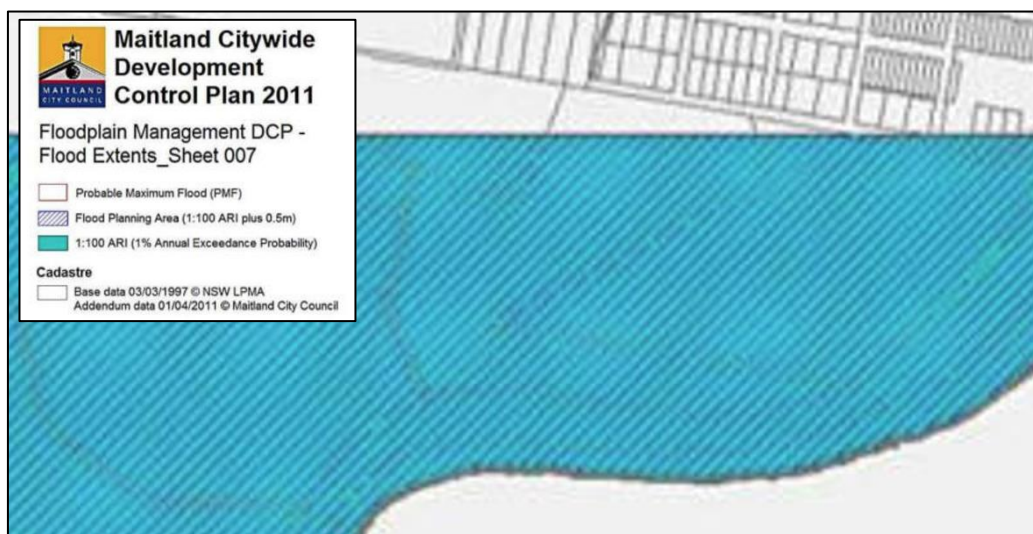 Maitland Citywide
Development
Control Plan 2011
MAITLAND
CITY COUNCIL
Floodplain Management DCP -
Flood Extents_Sheet 007
Probable Maximum Flood (PMF)
Flood Planning Area (1:100 ARI plus 0.5m)
1:100 ARI (1% Annual Exceedance Probability)
Cadastre
Base data 03/03/1997 © NSW LPMA
Addendum data 01/04/2011 © Maitland City Council